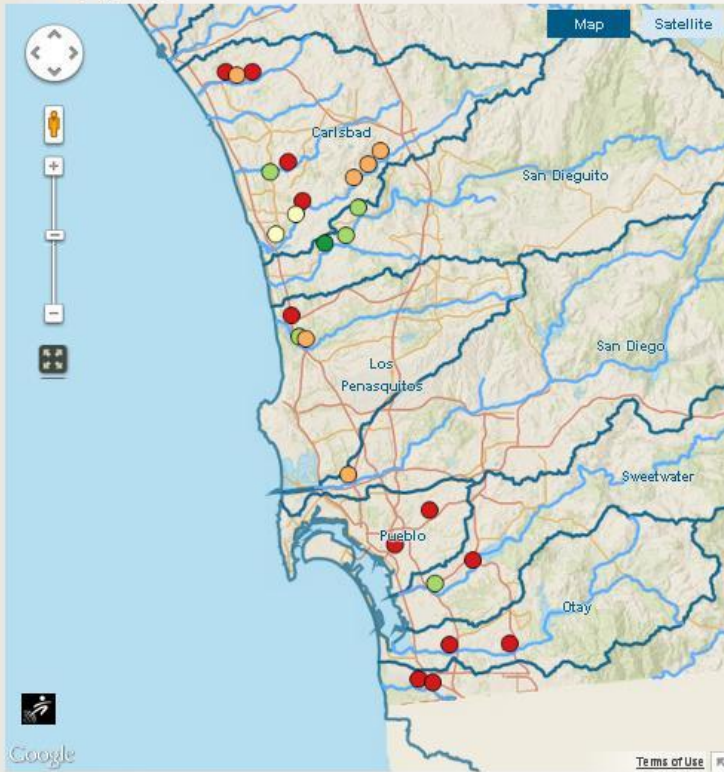 Map
Satellite
Carlsbad
San Dieguito
San Diego
Los
Penasquitos
Sweetwater
Pueblo
Otay
Google
Terms of Use